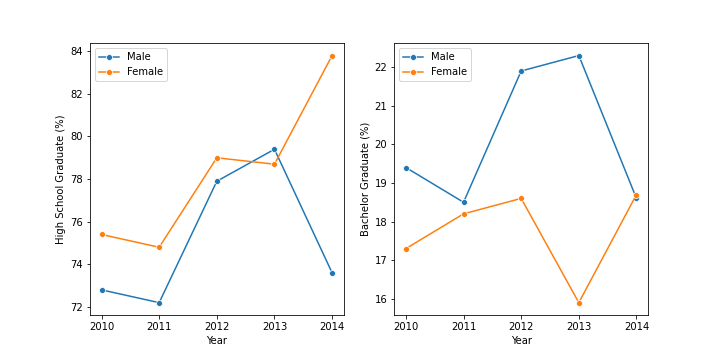 Male
Female
High School Graduate (%)
84
82
80
78
76
74
72
2010 2011 2012 2013 2014
Year
Male
Female
Bachelor Graduate (%)
22
21
20
19
18
17
16
2010 2011 2012 2013 2014
Year